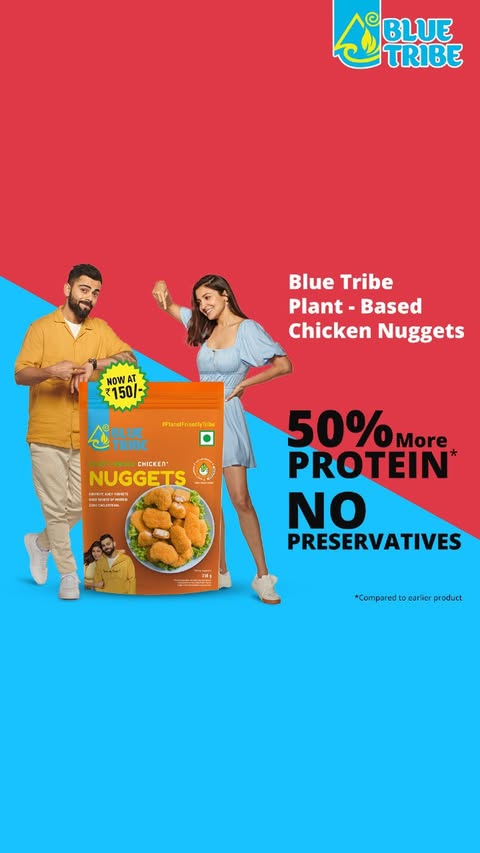 BLUE
TRIBE
Blue Tribe
Plant - Based
Chicken Nuggets
NOW AT
₹150/-
#PlanetFriendlyTribe
BLUE
TRIBE
CHICKEN*
NUGGETS
50% More
PROTEIN*
NO
PRESERVATIVES
*Compared to earlier product